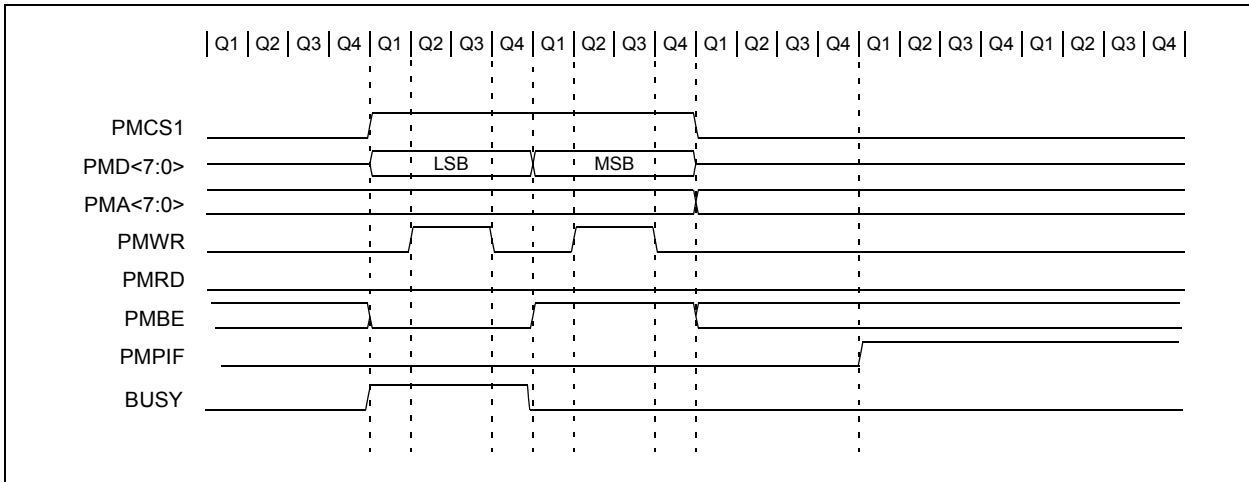 Q1 Q2 Q3 Q4 Q1 Q2 Q3 Q4 Q1 Q2 Q3 Q4 Q1 Q2 Q3 Q4 Q1 Q2 Q3 Q4 Q1 Q2 Q3 Q4
PMCS1
PMD<7:0> LSB MSB
PMA<7:0>
PMWR
PMRD
PMBE
PMPIF
BUSY